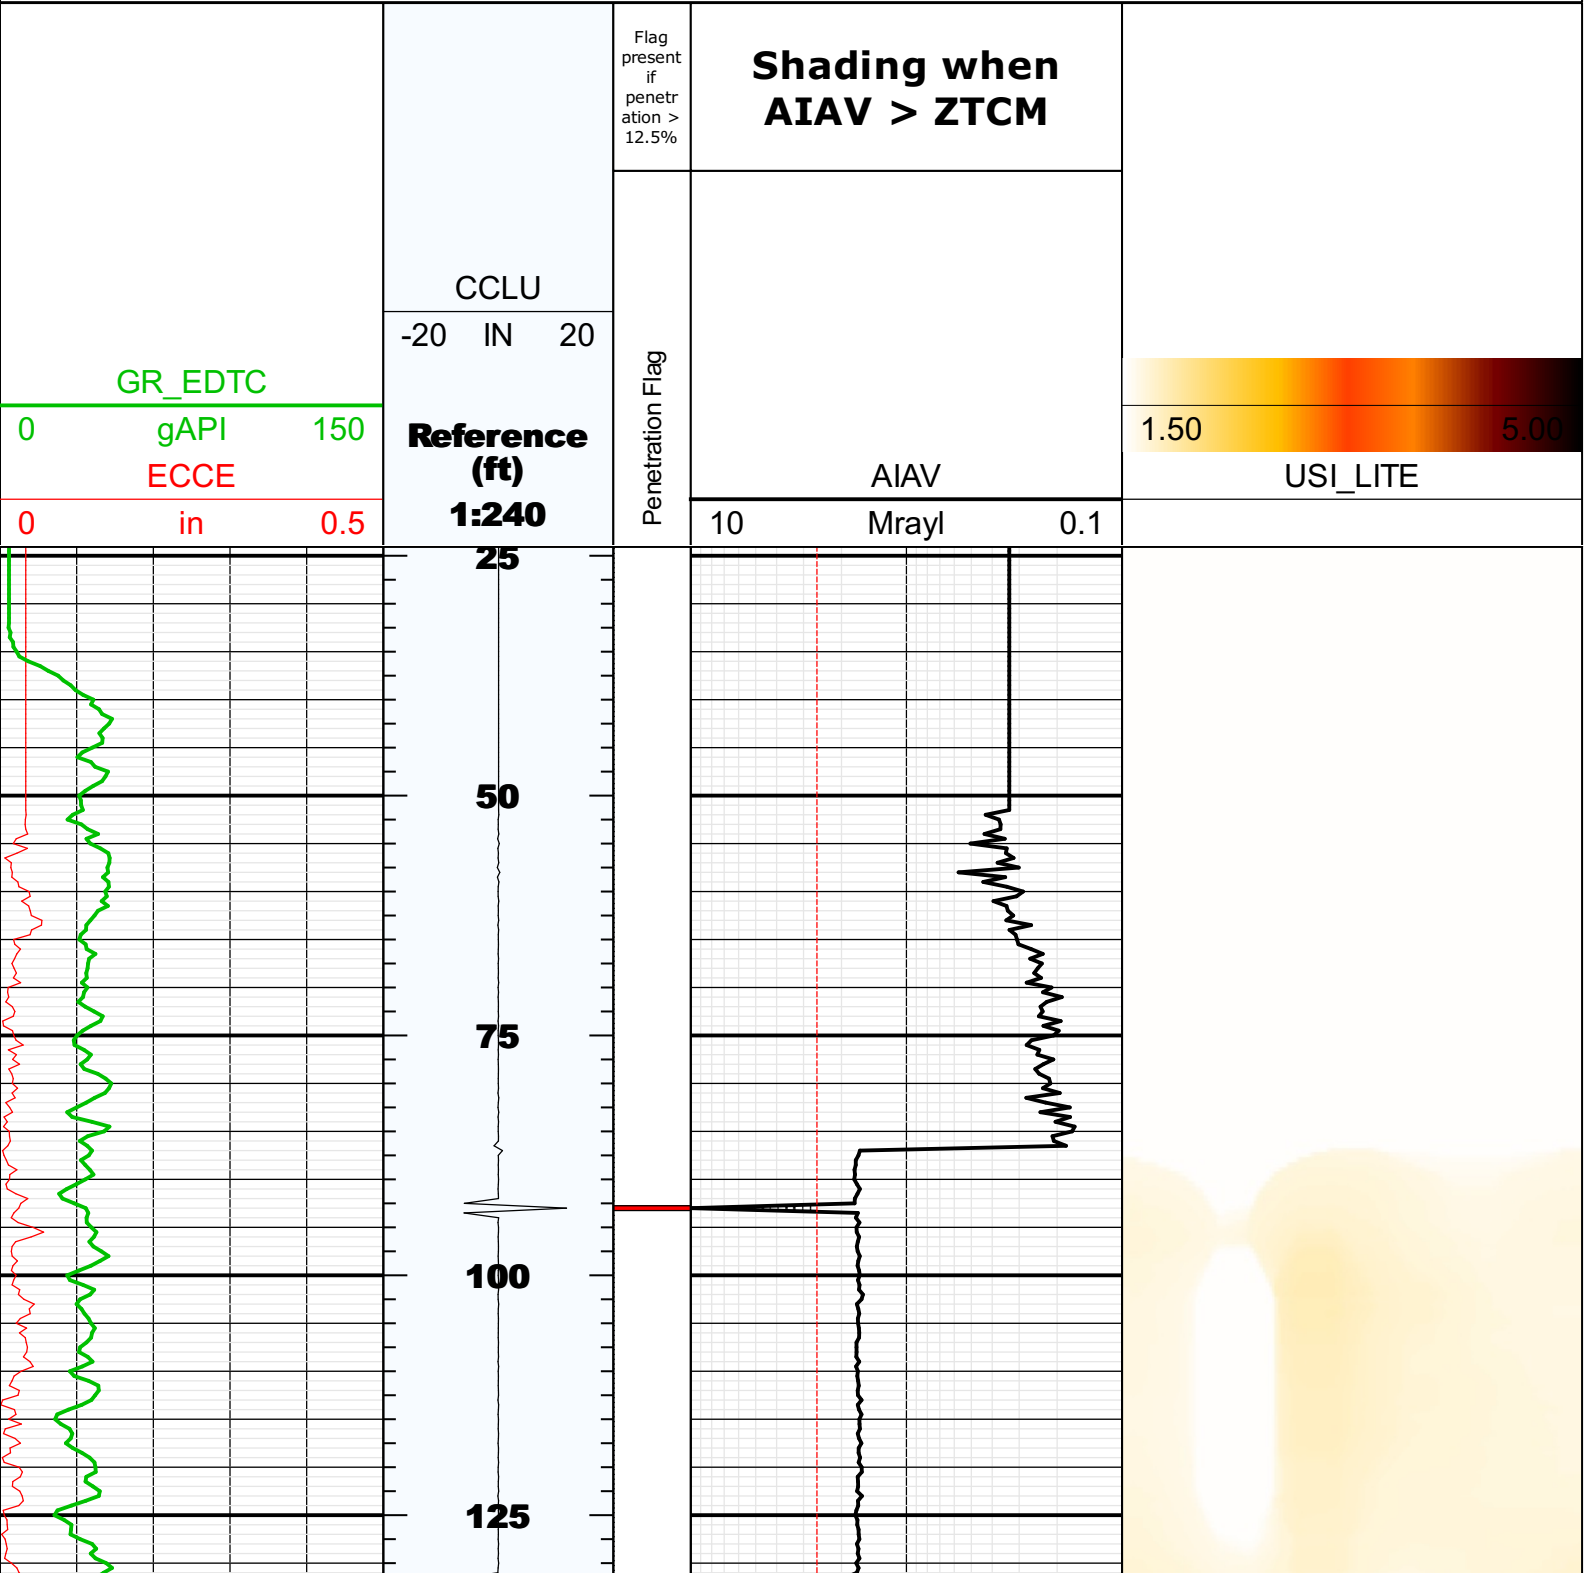 Flag
present
if
penetr
ation >
12.5%
Shading when
AIAV > ZTCM
CCLU
-20 IN 20
GR_EDTC
0 gAPI 150
ECCE
0 in 0.5
Reference
(ft)
1:240
Penetration Flag
AIAV
10 Mrayl 0.1
1.50 5.00
USI_LITE
25
50
75
100
125